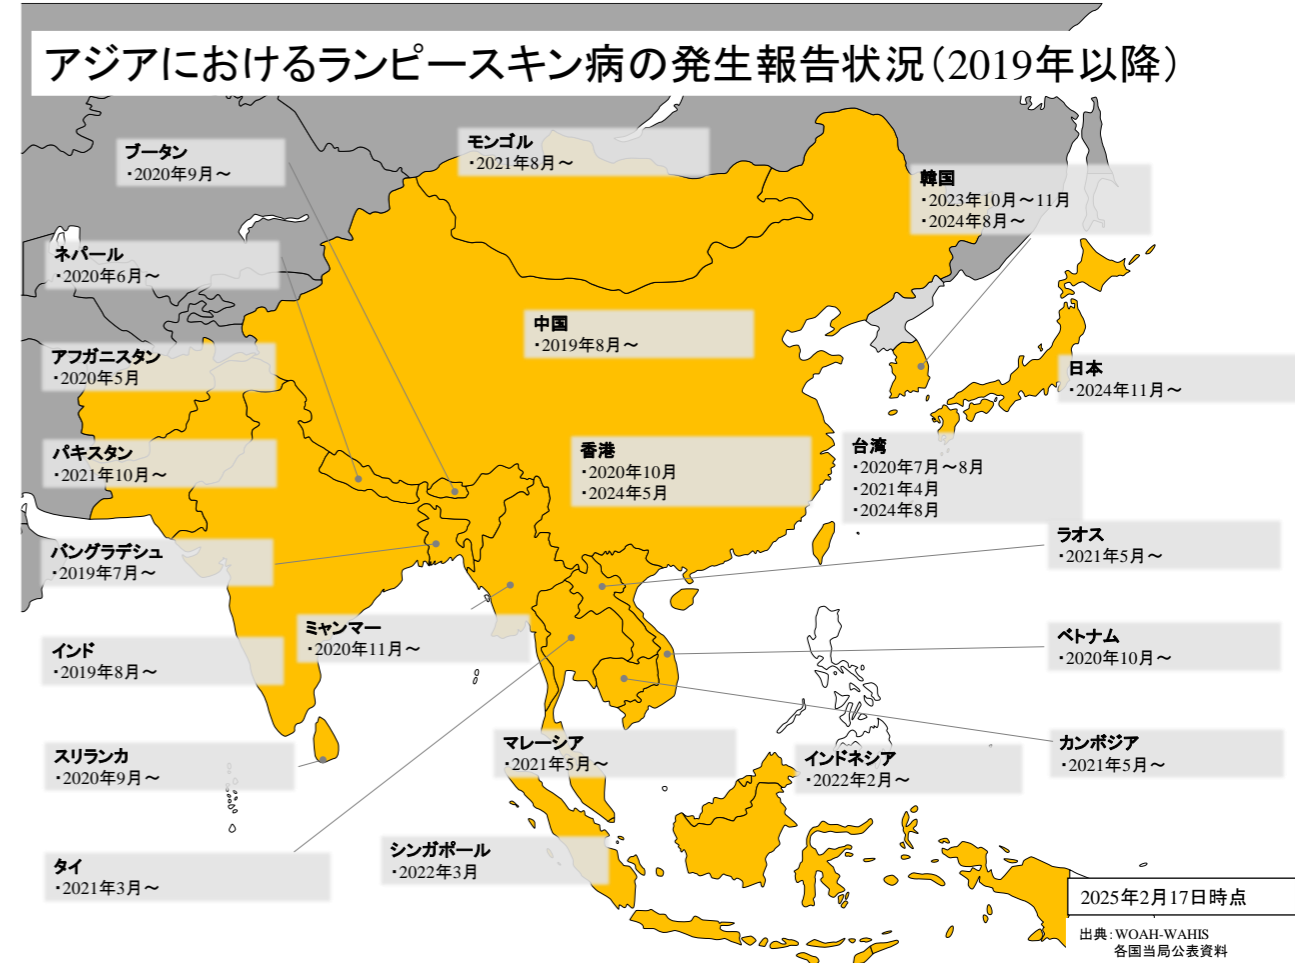 アジアにおけるランピースキン病の発生報告状況（2019年以降）
ブータン
・2020年9月～
モンゴル
・2021年8月～
韓国
・2023年10月～11月
・2024年8月～
ネパール
・2020年6月～
中国
・2019年8月～
アフガニスタン
・2020年5月
日本
・2024年11月～
パキスタン
・2021年10月～
香港
・2020年10月
・2024年5月
台湾
・2020年7月～8月
・2021年4月
・2024年8月
バングラデシュ
・2019年7月～
ラオス
・2021年5月～
ミャンマー
・2020年11月～
インド
・2019年8月～
ベトナム
・2020年10月～
スリランカ
・2020年9月～
マレーシア
・2021年5月～
インドネシア
・2022年2月～
カンボジア
・2021年5月～
タイ
・2021年3月～
シンガポール
・2022年3月
2025年2月17日時点
出典：WOAH-WAHIS
各国当局公表資料